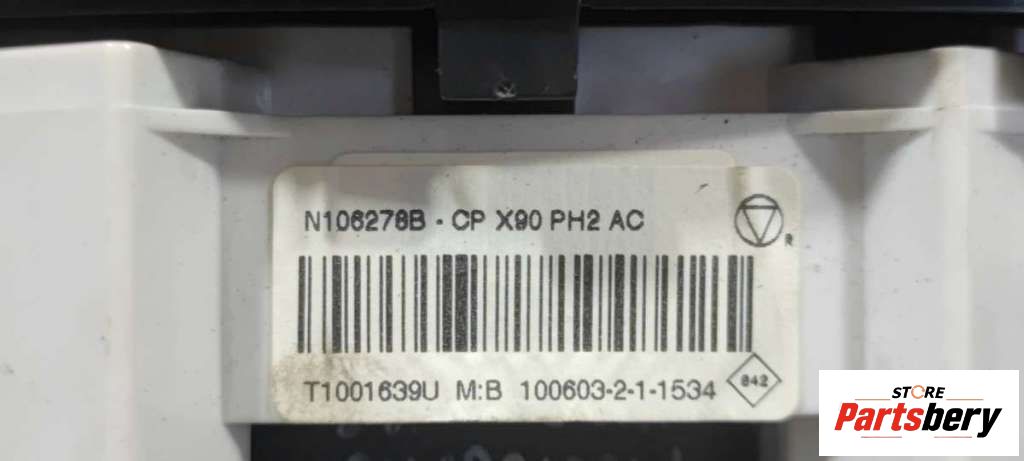 N106278B - CP X90 PH2 AC
R
T1001639U M:B 100603-2-1-1534
842
STORE
Partsbery